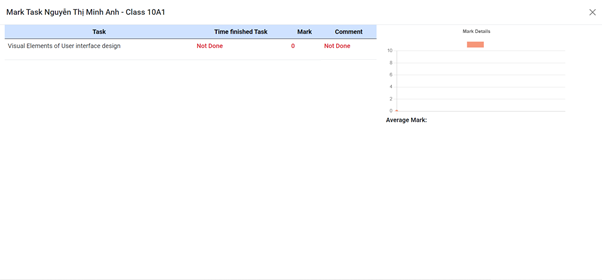 Mark Task Nguyễn Thị Minh Anh - Class 10A1
Task Time finished Task Mark Comment
Visual Elements of User interface design Not Done 0 Not Done
Mark Details
10
8
6
4
2
0
Average Mark: